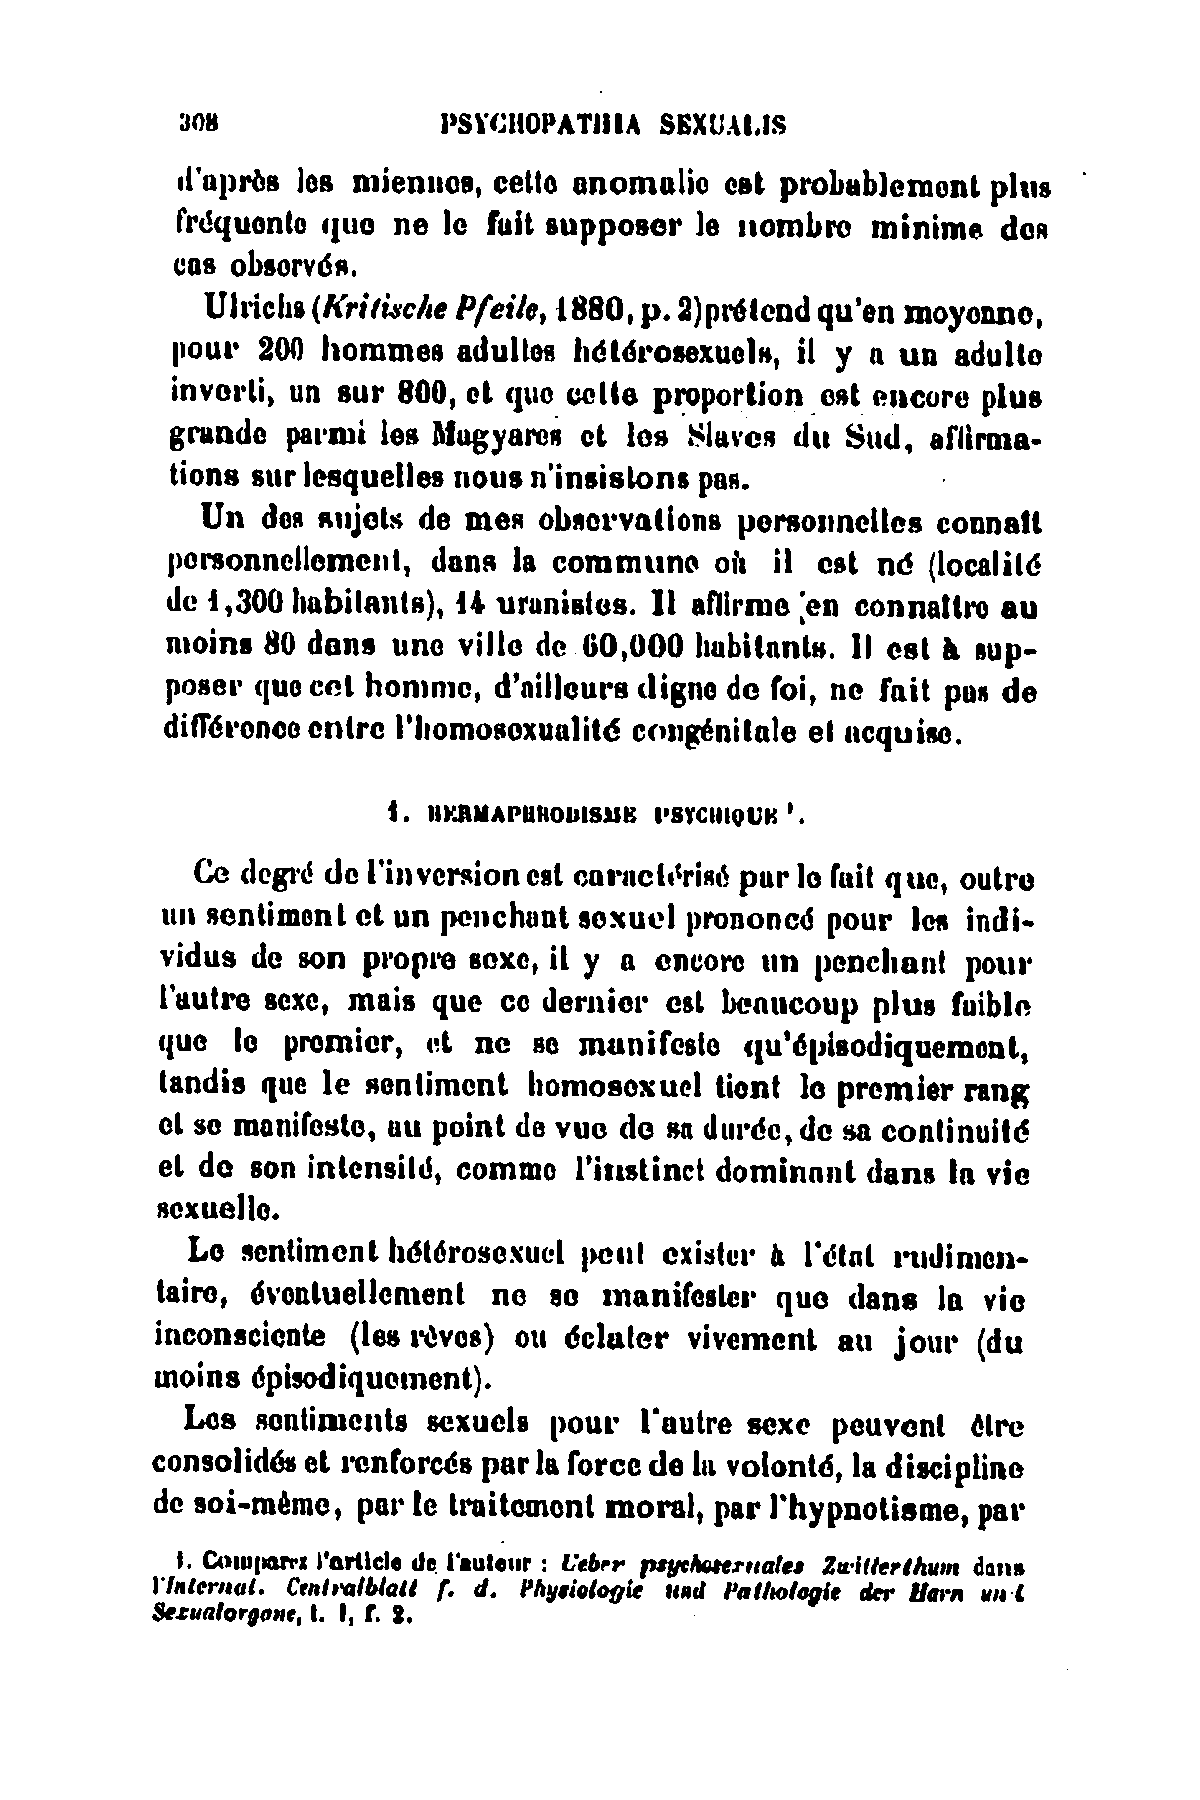 308 PSYCHOPATHIA SEXUALIS
d'après les miennes, cette anomalie est probablement plus
fréquente que ne le fait supposer le nombre minime des
cas observés.
Ulrichs (Kritische Pfeile, 1880, p. 2) prétend qu'en moyenne,
pour 200 hommes adultes hétérosexuels, il y a un adulte
inverti, un sur 800, et que cette proportion est encore plus
grande parmi les Magyares et les Slaves du Sud, affirma-
tions sur lesquelles nous n'insistons pas.
Un des sujets de mes observations personnelles connaît
personnellement, dans la commune où il est né (localité
de 1,300 habitants), 14 uranistes. Il affirme en connaître au
moins 80 dans une ville de 60,000 habitants. Il est à sup-
poser que cet homme, d'ailleurs digne de foi, ne fait pas de
différence entre l'homosexualité congénitale et acquise.
1. HERMAPHRODISME PSYCHIQUE 1.
Ce degré de l'inversion est caractérisé par le fait que, outre
un sentiment et un penchant sexuel prononcé pour les indi-
vidus de son propre sexe, il y a encore un penchant pour
l'autre sexe, mais que ce dernier est beaucoup plus faible
que le premier, et ne se manifeste qu'épisodiquement,
tandis que le sentiment homosexuel tient le premier rang
et se manifeste, au point de vue de sa durée, de sa continuité
et de son intensité, comme l'instinct dominant dans la vie
sexuelle.
Le sentiment hétérosexuel peut exister à l'état rudimen-
taire, éventuellement ne se manifester que dans la vie
inconsciente (les rêves) ou éclater vivement au jour (du
moins épisodiquement).
Les sentiments sexuels pour l'autre sexe peuvent être
consolidés et renforcés par la force de la volonté, la discipline
de soi-même, par le traitement moral, par l'hypnotisme, par
1. Comparez l'article de l'auteur : Ueber psychosexuales Zwitterthum dans
l'Internat. Centralblatt f. d. Physiologie und Pathologie der Harn und
Sexualorgane, t. I, f. 2.